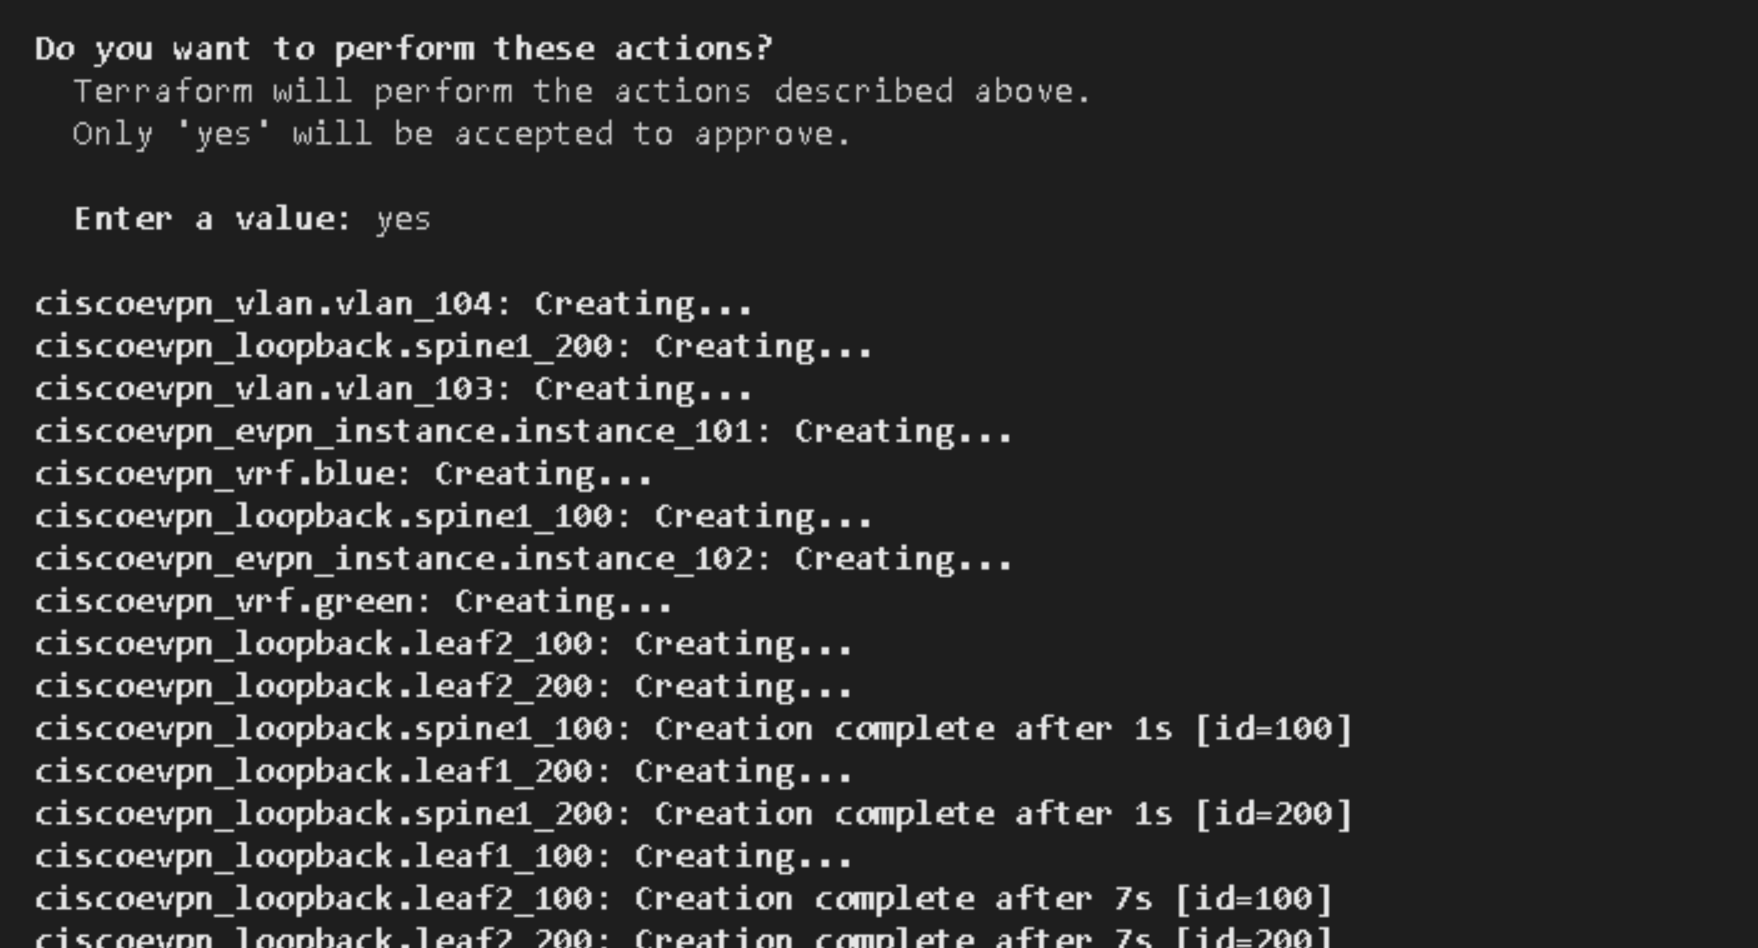 Do you want to perform these actions?
Terraform will perform the actions described above.
Only 'yes' will be accepted to approve.
Enter a value: yes
ciscoevpn_vlan.vlan_104: Creating...
ciscoevpn_loopback.spine1_200: Creating...
ciscoevpn_vlan.vlan_103: Creating...
ciscoevpn_evpn_instance.instance_101: Creating...
ciscoevpn_vrf.blue: Creating...
ciscoevpn_loopback.spine1_100: Creating...
ciscoevpn_evpn_instance.instance_102: Creating...
ciscoevpn_vrf.green: Creating...
ciscoevpn_loopback.leaf2_100: Creating...
ciscoevpn_loopback.leaf2_200: Creating...
ciscoevpn_loopback.spine1_100: Creation complete after 1s [id=100]
ciscoevpn_loopback.leaf1_200: Creating...
ciscoevpn_loopback.spine1_200: Creation complete after 1s [id=200]
ciscoevpn_loopback.leaf1_100: Creating...
ciscoevpn_loopback.leaf2_100: Creation complete after 7s [id=100]
ciscoevpn_loopback.leaf2_200: Creation complete after 7s [id=200]